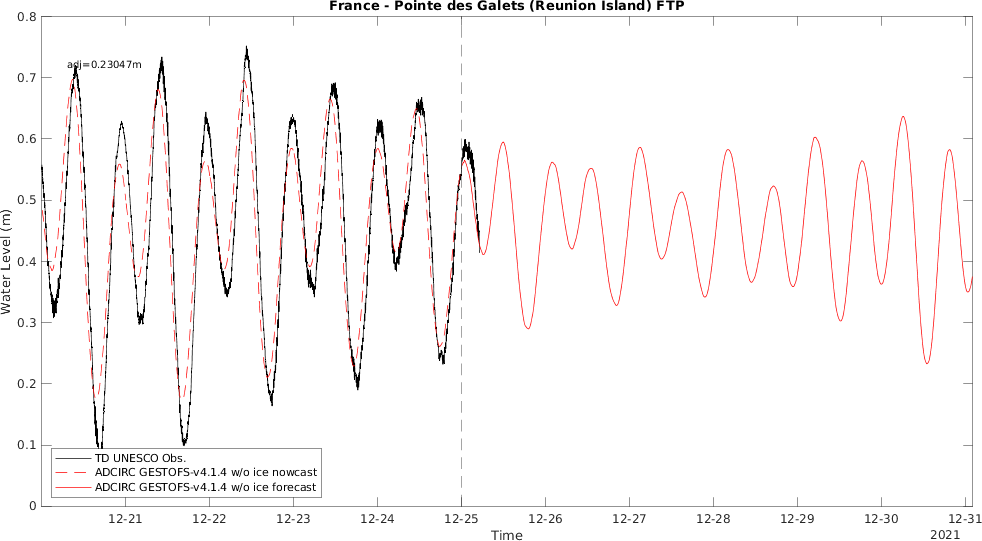 France - Pointe des Galets (Reunion Island) FTP
adj=0.23047m
Water Level (m)
0.8
0.7
0.6
0.5
0.4
0.3
0.2
0.1
0
TD UNESCO Obs.
ADCIRC GESTOFS-v4.1.4 w/o ice nowcast
ADCIRC GESTOFS-v4.1.4 w/o ice forecast
12-21 12-22 12-23 12-24 12-25 12-26 12-27 12-28 12-29 12-30 12-31
Time
2021